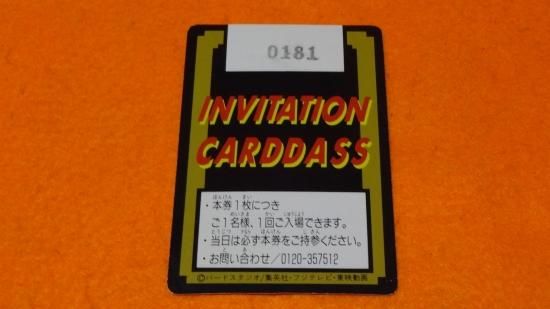 0181
INVITATION
CARDDASS
・本券1枚につき
ご1名様、1回ご入場できます。
・当日は必ず本券をご持参ください。
・お問い合わせ／0120-357512
©バードスタジオ/集英社・フジテレビ・東映動画